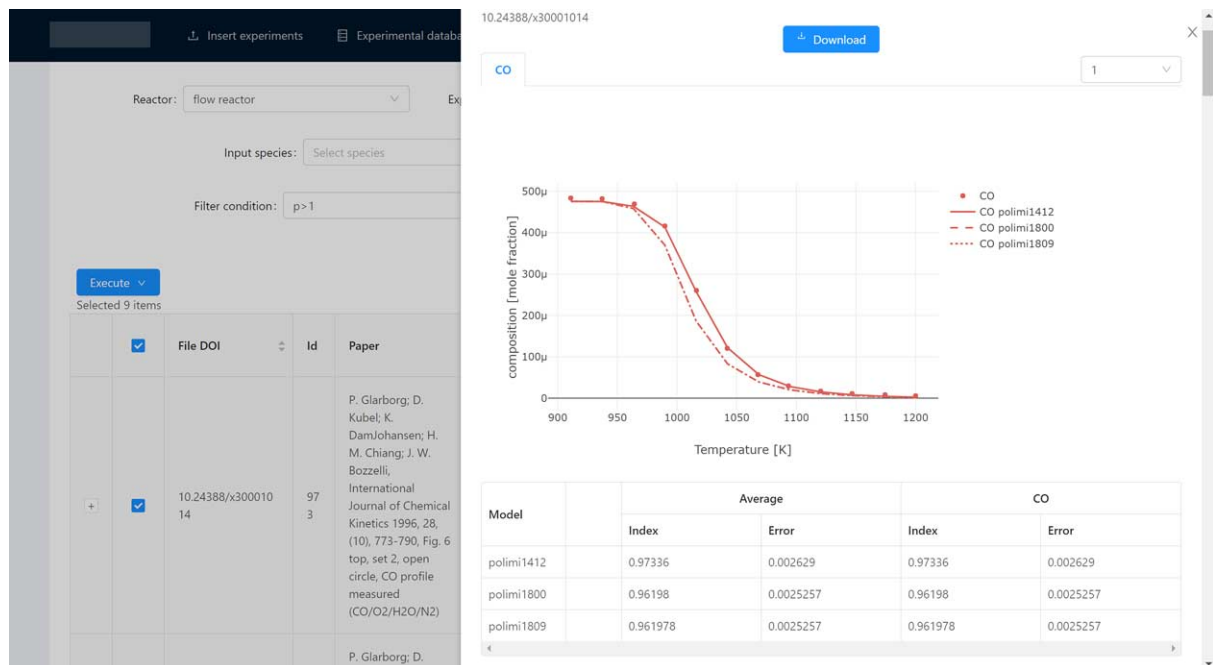 Insert experiments
Experimental databa
Reactor: flow reactor
Ex
Input species: Select species
Filter condition: p>1
Execute
Selected 9 items
File DOI Id Paper
10.24388/x300010
14
97
3
P. Glarborg; D.
Kubel; K.
DamJohansen; H.
M. Chiang; J. W.
Bozzelli,
International
Journal of Chemical
Kinetics 1996, 28,
(10), 773-790, Fig. 6
top, set 2, open
circle, CO profile
measured
(CO/O2/H2O/N2)
P. Glarborg; D.
10.24388/x30001014
Download
X
CO
1
500μ
400μ
300μ
200μ
100μ
0
composition [mole fraction]
900 950 1000 1050 1100 1150 1200
Temperature [K]
CO
CO polimi1412
CO polimi1800
CO polimi1809
Model Average CO
Index Error Index Error
polimi1412 0.97336 0.002629 0.97336 0.002629
polimi1800 0.96198 0.0025257 0.96198 0.0025257
polimi1809 0.961978 0.0025257 0.961978 0.0025257